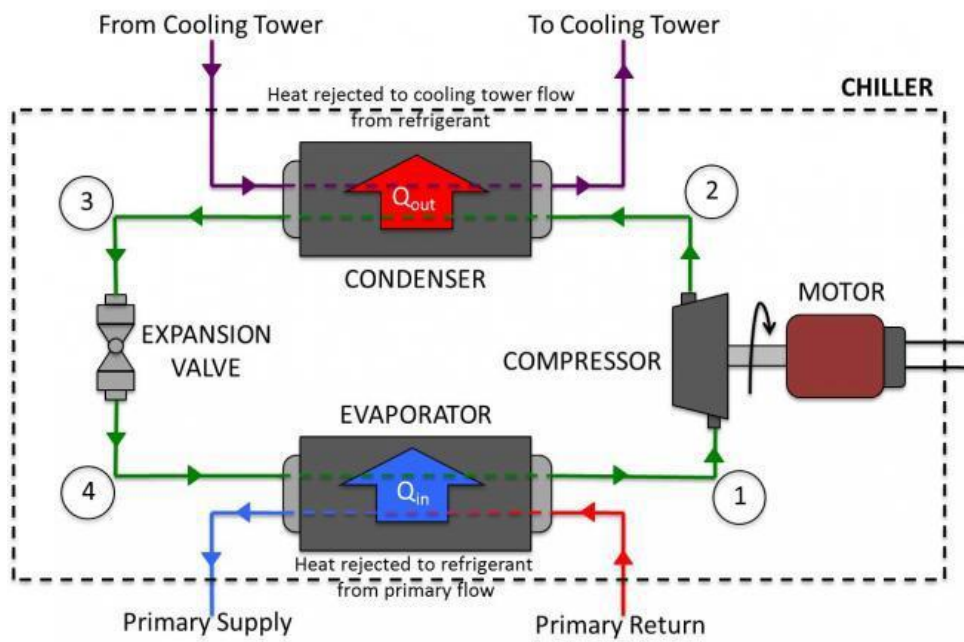 From Cooling Tower
To Cooling Tower
CHILLER
Heat rejected to cooling tower flow
from refrigerant
3
Qout
2
CONDENSER
MOTOR
EXPANSION
VALVE
COMPRESSOR
EVAPORATOR
4
Qin
1
Heat rejected to refrigerant
from primary flow
Primary Supply
Primary Return